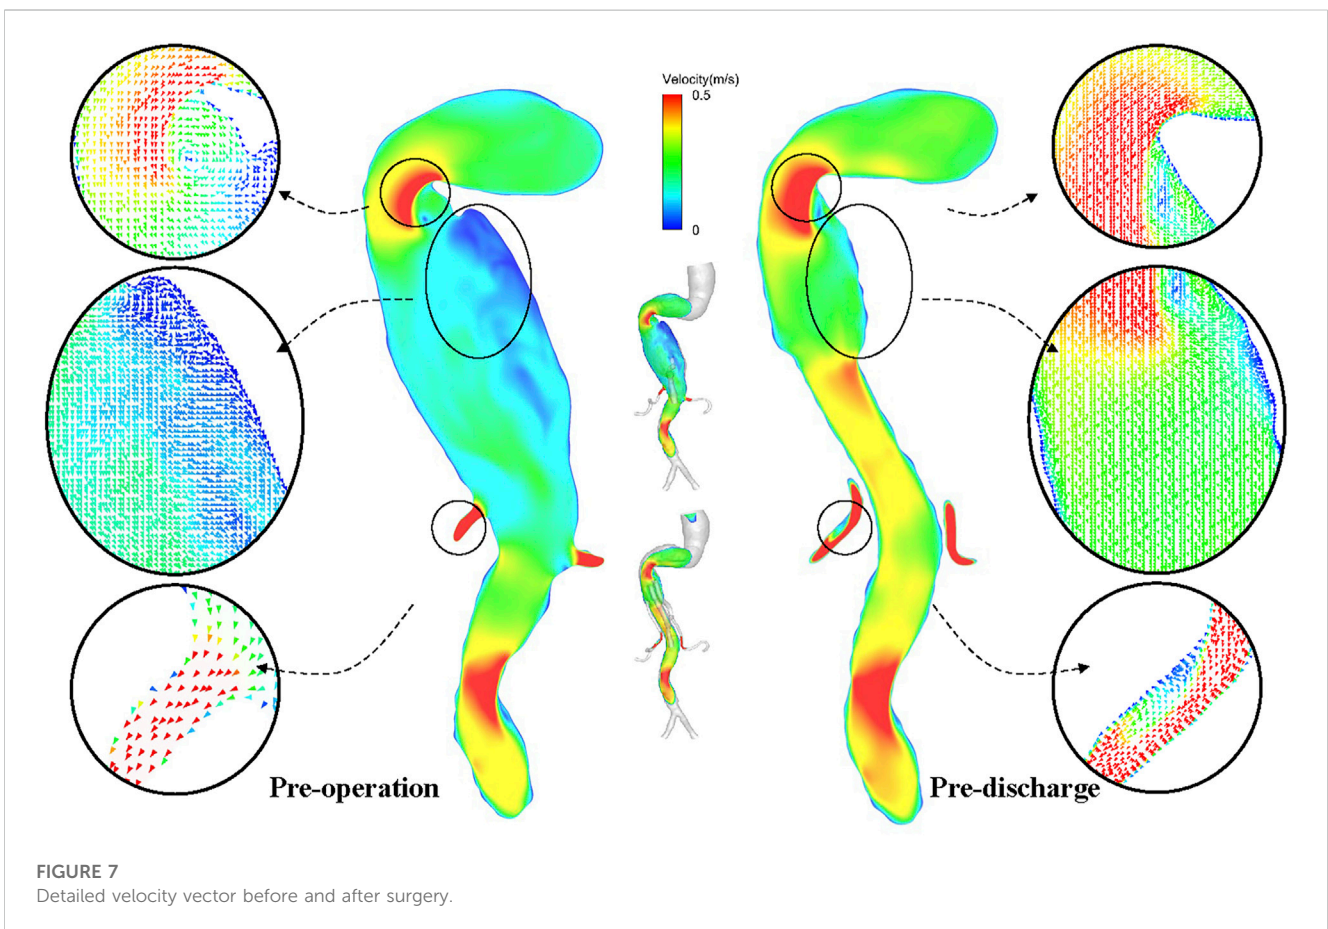 Velocity(m/s)
0.5
0
Pre-operation
Pre-discharge
FIGURE 7
Detailed velocity vector before and after surgery.